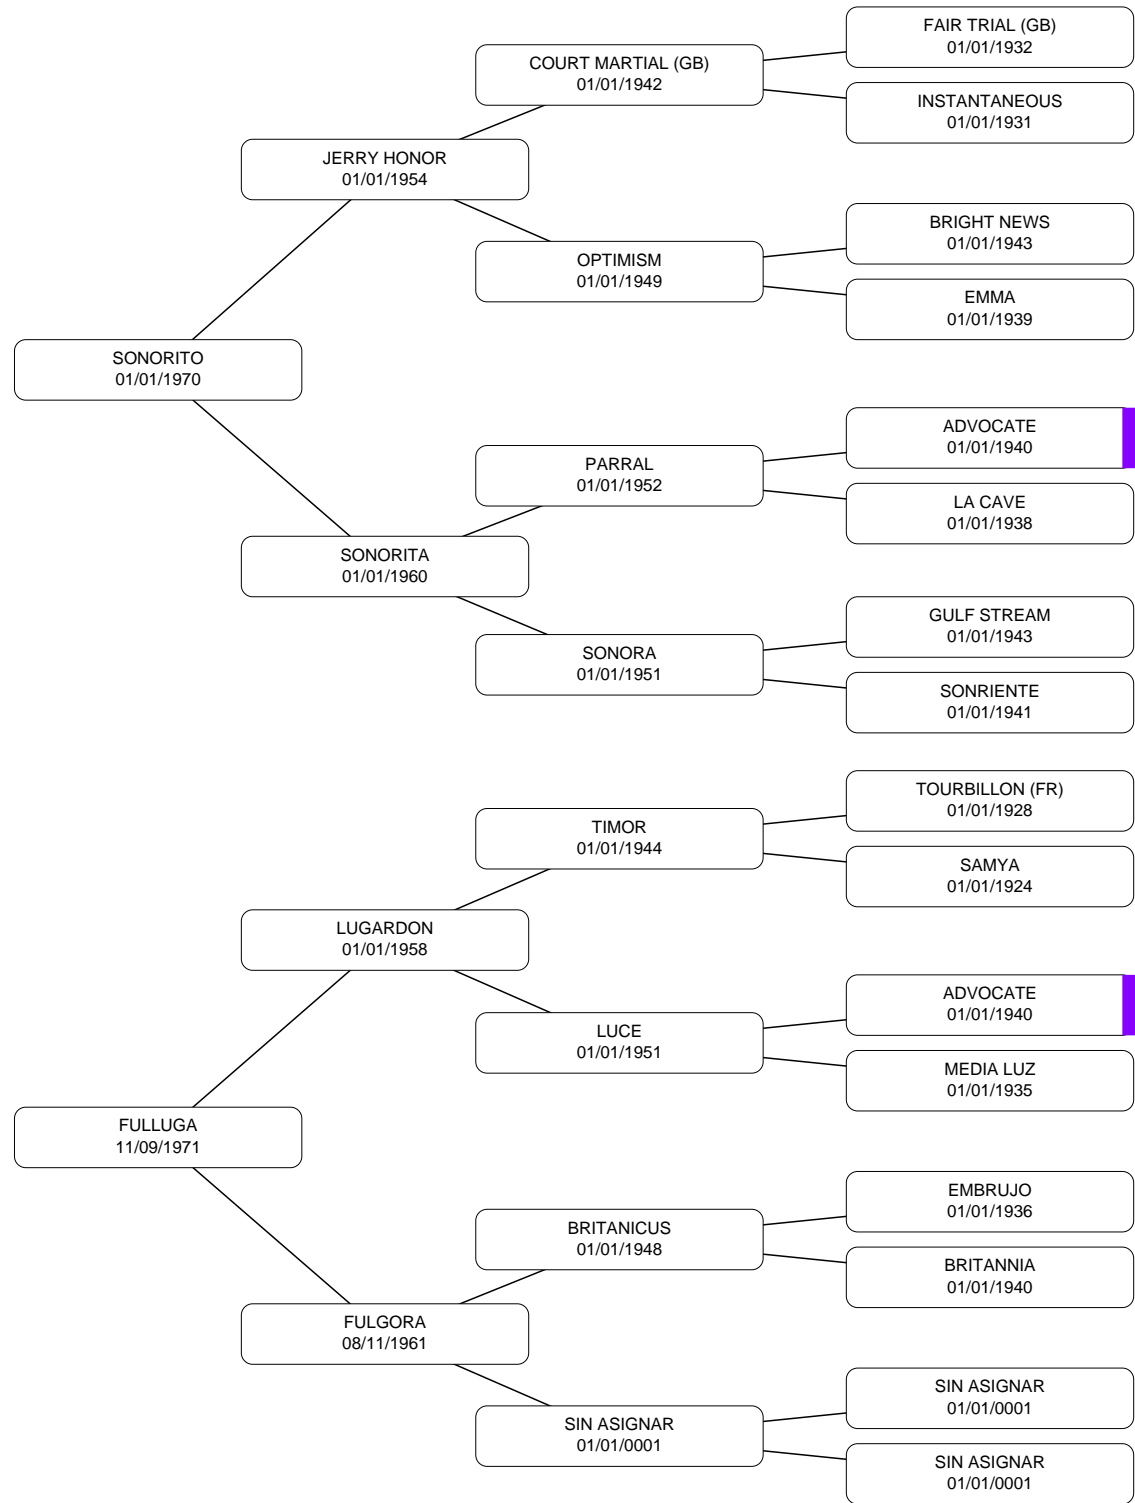 FAIR TRIAL (GB)
01/01/1932
COURT MARTIAL (GB)
01/01/1942
INSTANTANEOUS
01/01/1931
JERRY HONOR
01/01/1954
BRIGHT NEWS
01/01/1943
OPTIMISM
01/01/1949
EMMA
01/01/1939
SONORITO
01/01/1970
ADVOCATE
01/01/1940
PARRAL
01/01/1952
LA CAVE
01/01/1938
SONORITA
01/01/1960
GULF STREAM
01/01/1943
SONORA
01/01/1951
SONRIENTE
01/01/1941
TOURBILLON (FR)
01/01/1928
TIMOR
01/01/1944
SAMYA
01/01/1924
LUGARDON
01/01/1958
ADVOCATE
01/01/1940
LUCE
01/01/1951
MEDIA LUZ
01/01/1935
FULLUGA
11/09/1971
EMBRUJO
01/01/1936
BRITANICUS
01/01/1948
BRITANNIA
01/01/1940
FULGORA
08/11/1961
SIN ASIGNAR
01/01/0001
SIN ASIGNAR
01/01/0001
SIN ASIGNAR
01/01/0001